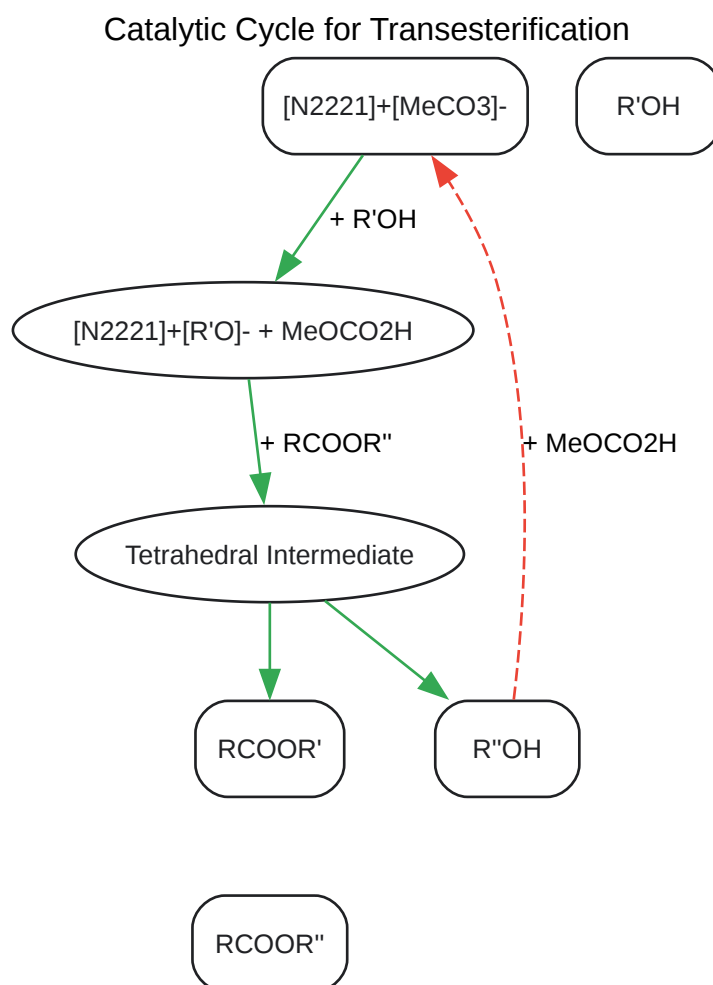 Catalytic Cycle for Transesterification
[N2221]+[MeCO3]-
R'OH
+ R'OH
[N2221]+[R'O]- + MeOCO2H
+ RCOOR"
+ MeOCO2H
Tetrahedral Intermediate
RCOOR'
R"OH
RCOOR"